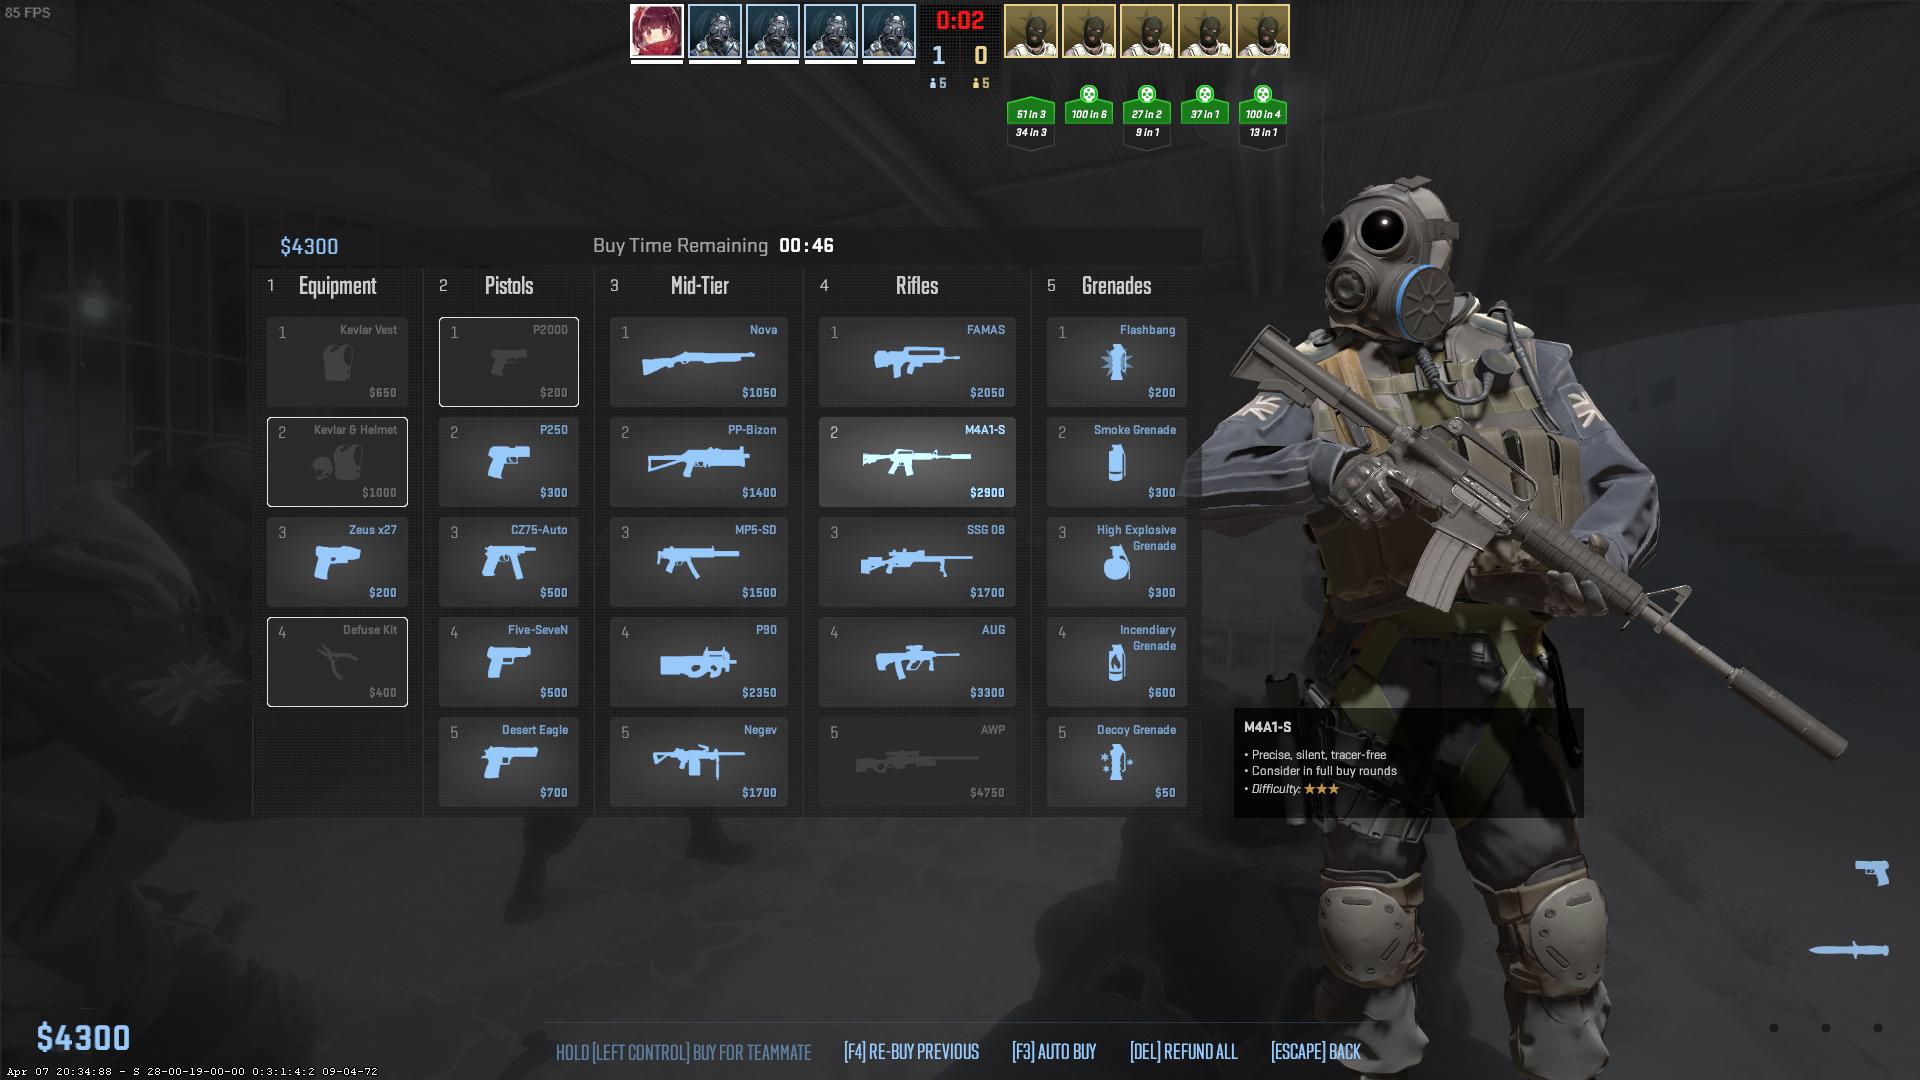 85 FPS
0:02
1 0
5 5
51 in 3 100 in 6 27 in 2 37 in 1 100 in 4
34 in 3 9 in 1 13 in 1
$4300 Buy Time Remaining 00:46
1 Equipment
1 Kevlar Vest
$650
2 Kevlar & Helmet
$1000
3 Zeus x27
$200
4 Defuse Kit
$400
2 Pistols
1 P2000
$200
2 P250
$300
3 CZ75-Auto
$500
4 Five-SeveN
$500
5 Desert Eagle
$700
3 Mid-Tier
1 Nova
$1050
2 PP-Bizon
$1400
3 MP5-SD
$1500
4 P90
$2350
5 Negev
$1700
4 Rifles
1 FAMAS
$2050
2 M4A1-S
$2900
3 SSG 08
$1700
4 AUG
$3300
5 AWP
$4750
5 Grenades
1 Flashbang
$200
2 Smoke Grenade
$300
3 High Explosive
Grenade
$300
4 Incendiary
Grenade
$600
5 Decoy Grenade
$50
M4A1-S
• Precise, silent, tracer-free
• Consider in full buy rounds
• Difficulty: ★★★
$4300
HOLD [LEFT CONTROL] BUY FOR TEAMMATE [F4] RE-BUY PREVIOUS [F3] AUTO BUY [DEL] REFUND ALL [ESCAPE] BACK
Apr 07 20:34:88 - S 28-00-19-00-00 0:3:1:4:2 09-04-72